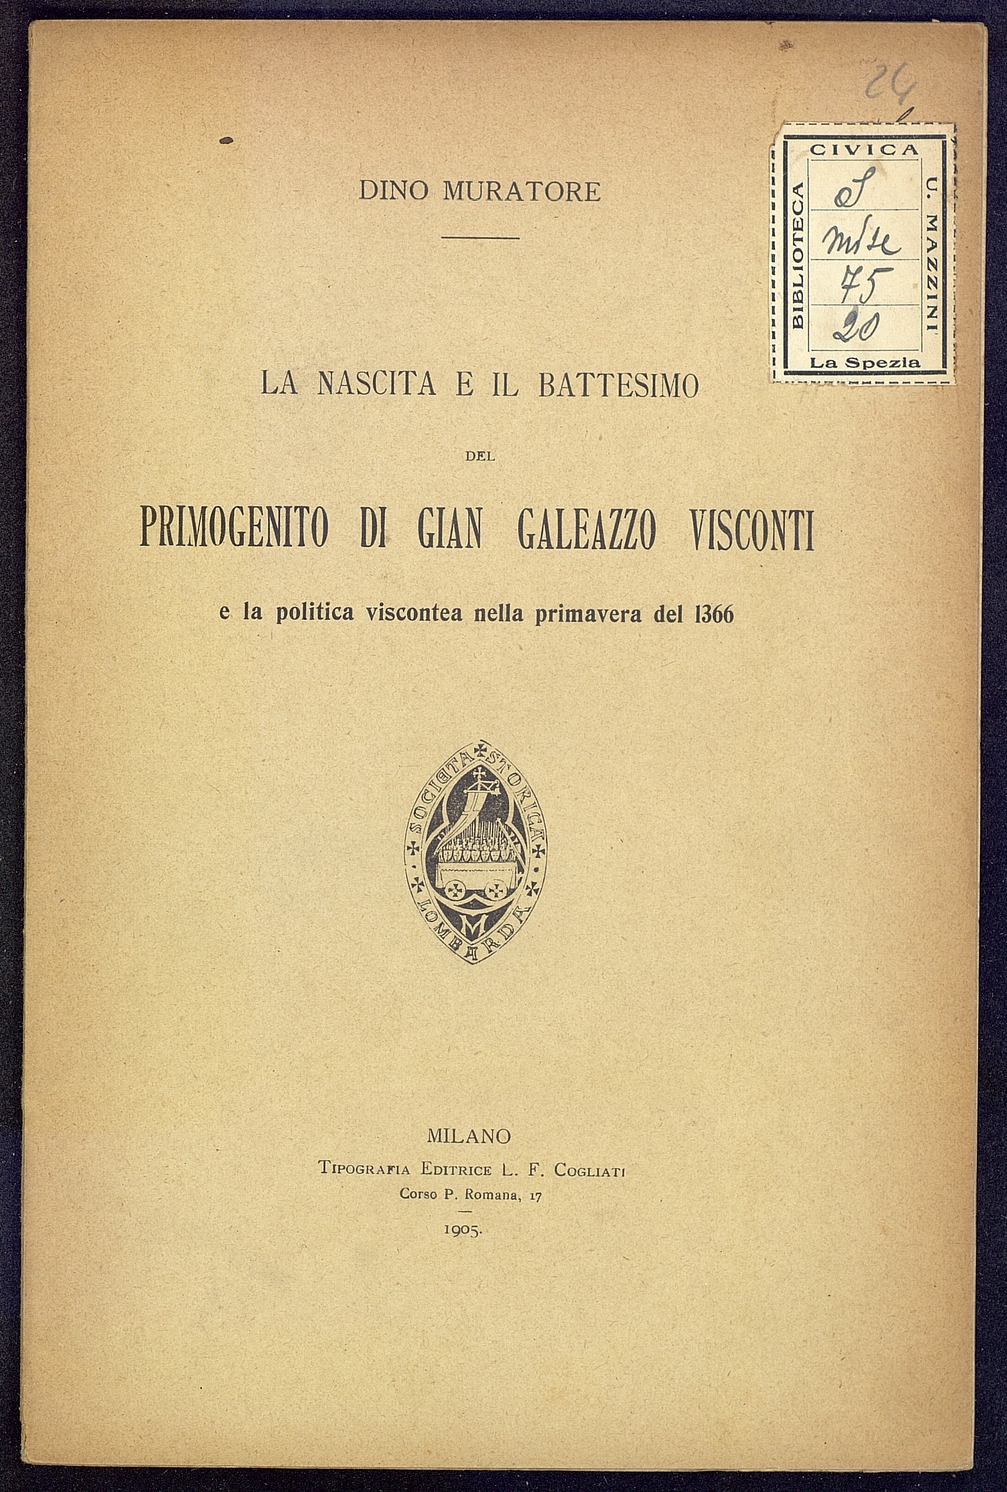 24
CIVICA
BIBLIOTECA
U. MAZZINI
S
misc
75
20
La Spezia
DINO MURATORE
LA NASCITA E IL BATTESIMO
DEL
PRIMOGENITO DI GIAN GALEAZZO VISCONTI
e la politica viscontea nella primavera del 1366
SOCIETA STORICA
LOMBARDA
M
MILANO
TIPOGRAFIA EDITRICE L. F. COGLIATI
Corso P. Romana, 17
1905.